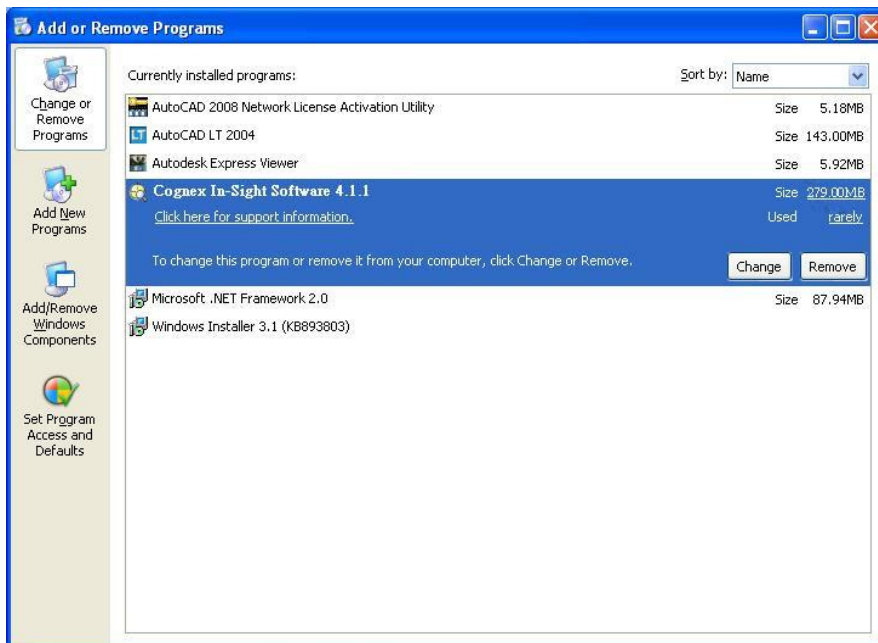 Add or Remove Programs
Change or
Remove
Programs
Add New
Programs
Add/Remove
Windows
Components
Set Program
Access and
Defaults
Currently installed programs:
Sort by: Name
AutoCAD 2008 Network License Activation Utility Size 5.18MB
AutoCAD LT 2004 Size 143.00MB
Autodesk Express Viewer Size 5.92MB
Cognex In-Sight Software 4.1.1 Size 279.00MB
Click here for support information. Used rarely
To change this program or remove it from your computer, click Change or Remove. Change Remove
Microsoft .NET Framework 2.0 Size 87.94MB
Windows Installer 3.1 (KB893803)